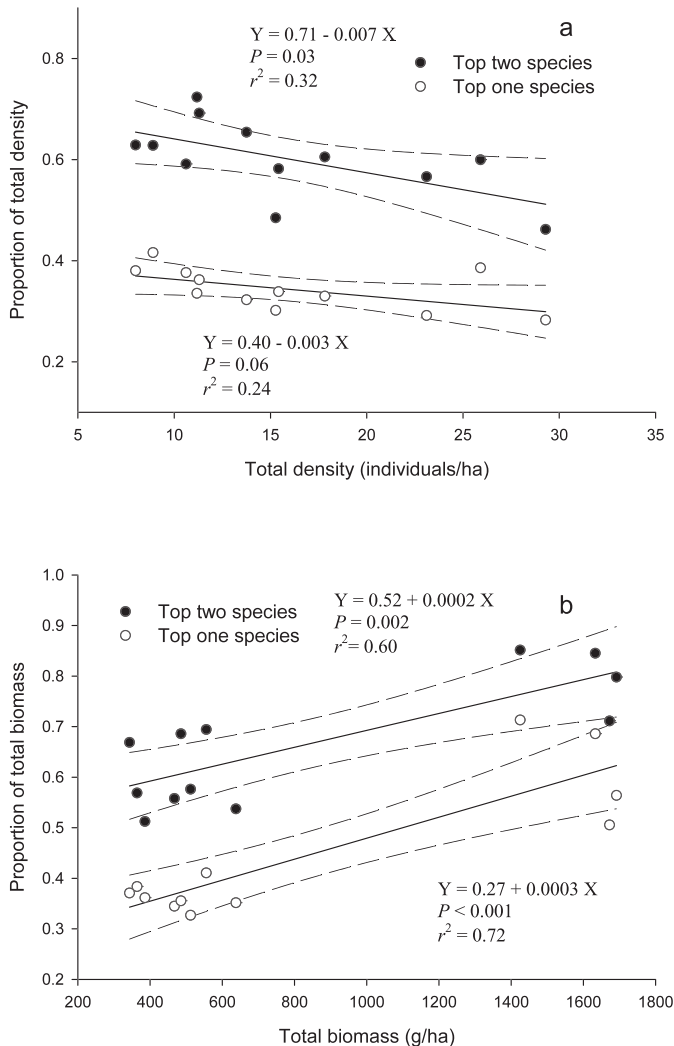 a
Y = 0.71 - 0.007 X
P = 0.03
r² = 0.32
Top two species
Top one species
0.8
0.6
0.4
0.2
Proportion of total density
Y = 0.40 - 0.003 X
P = 0.06
r² = 0.24
5 10 15 20 25 30 35
Total density (individuals/ha)
b
Top two species
Top one species
Y = 0.52 + 0.0002 X
P = 0.002
r² = 0.60
1.0
0.9
0.8
0.7
0.6
0.5
0.4
0.3
0.2
Proportion of total biomass
Y = 0.27 + 0.0003 X
P < 0.001
r² = 0.72
200 400 600 800 1000 1200 1400 1600 1800
Total biomass (g/ha)